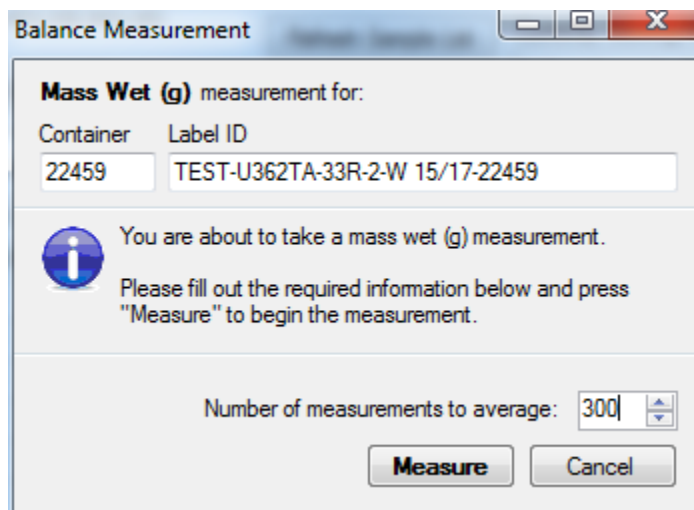 Balance Measurement
Mass Wet (g) measurement for:
Container Label ID
22459 TEST-U362TA-33R-2-W 15/17-22459
You are about to take a mass wet (g) measurement.
Please fill out the required information below and press
"Measure" to begin the measurement.
Number of measurements to average: 300
Measure Cancel